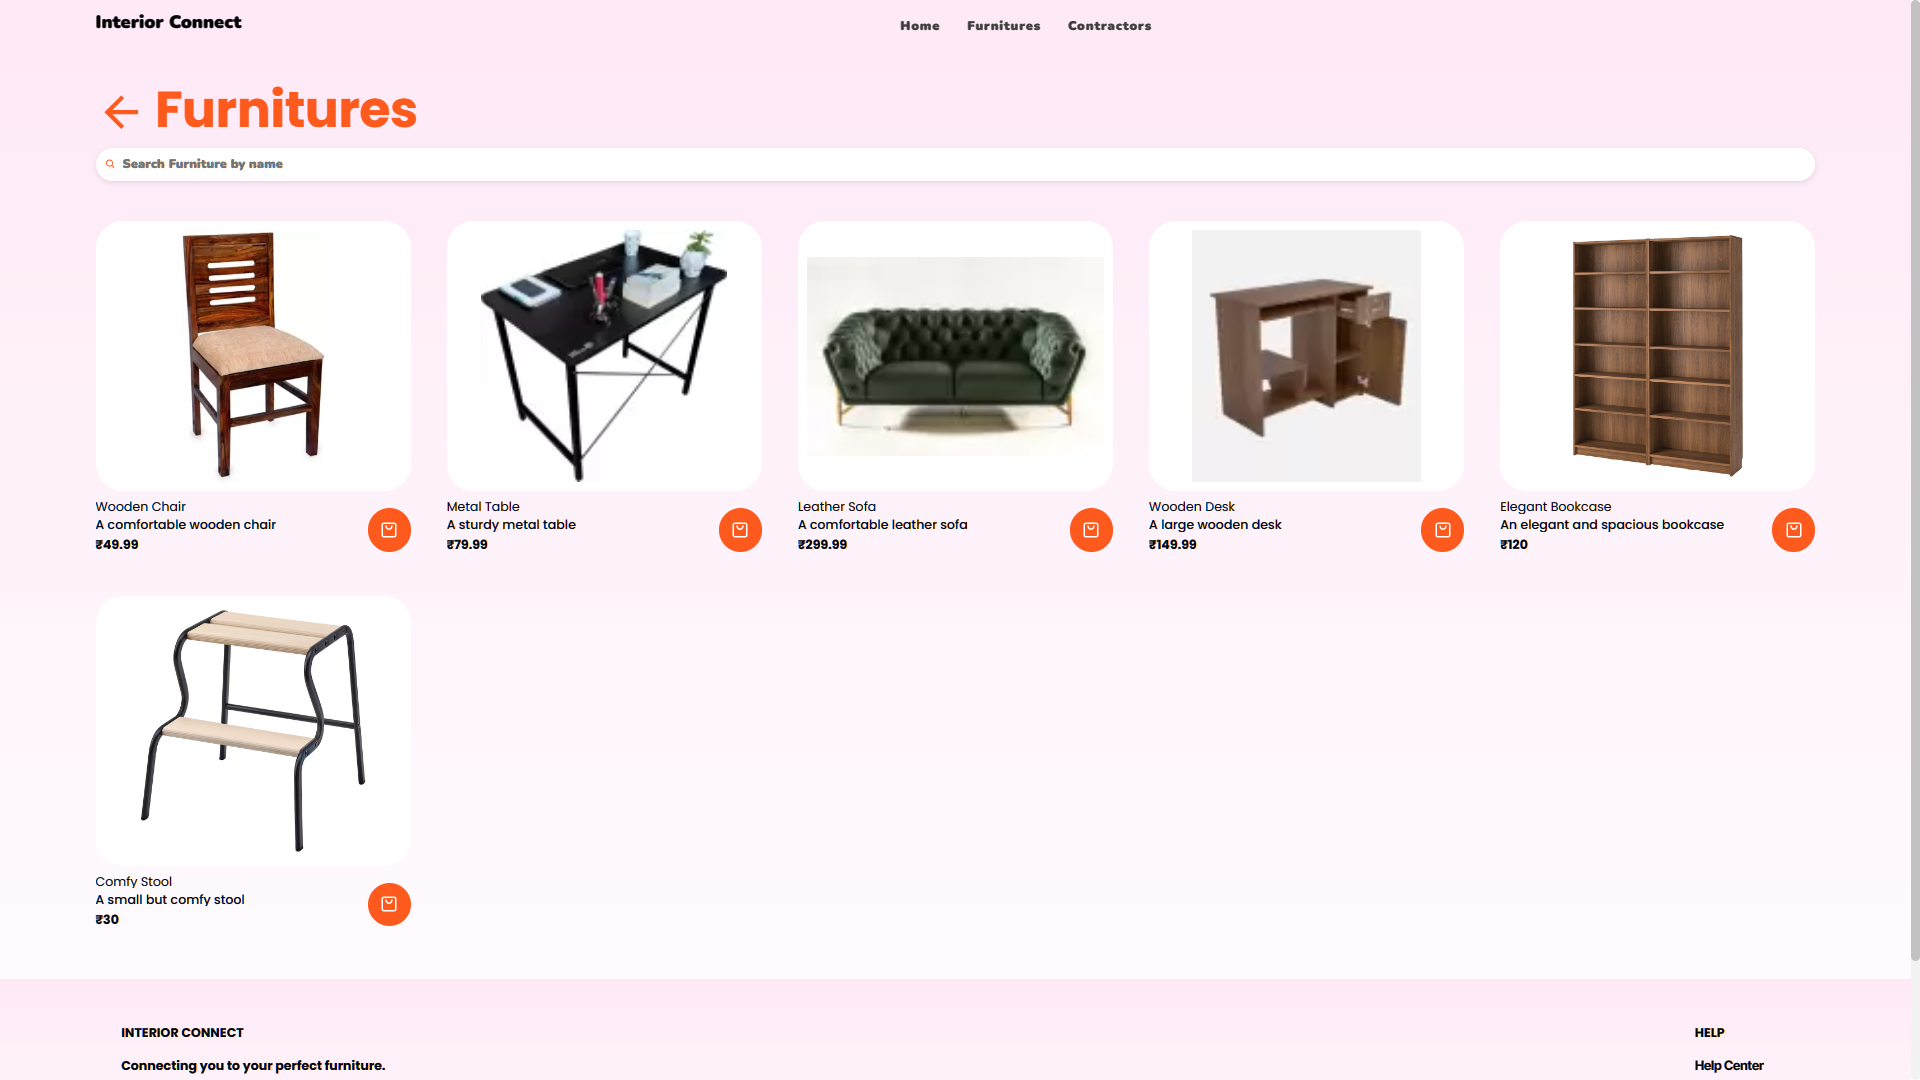 Interior Connect
Home
Furnitures
Contractors
Furnitures
Search Furniture by name
Wooden Chair
A comfortable wooden chair
₹49.99
Metal Table
A sturdy metal table
₹79.99
Leather Sofa
A comfortable leather sofa
₹299.99
Wooden Desk
A large wooden desk
₹149.99
Elegant Bookcase
An elegant and spacious bookcase
₹120
Comfy Stool
A small but comfy stool
₹30
INTERIOR CONNECT
Connecting you to your perfect furniture.
HELP
Help Center